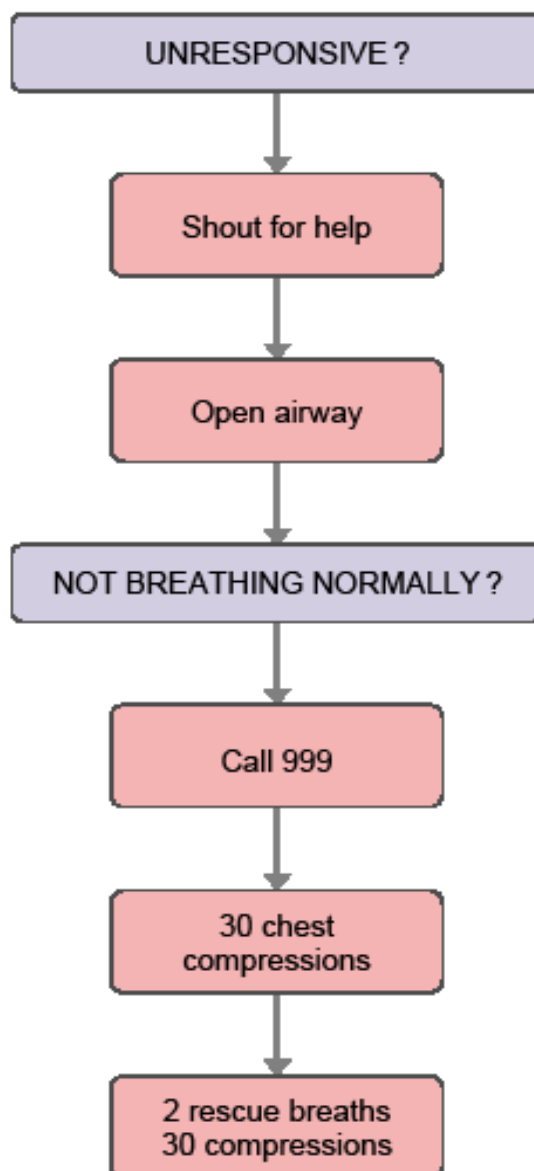 UNRESPONSIVE ?
Shout for help
Open airway
NOT BREATHING NORMALLY ?
Call 999
30 chest
compressions
2 rescue breaths
30 compressions